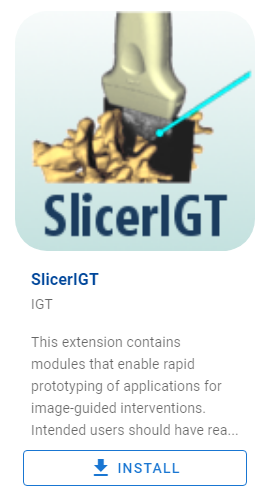 SlicerIGT
SlicerIGT
IGT
This extension contains
modules that enable rapid
prototyping of applications for
image-guided interventions.
Intended users should have rea...
INSTALL